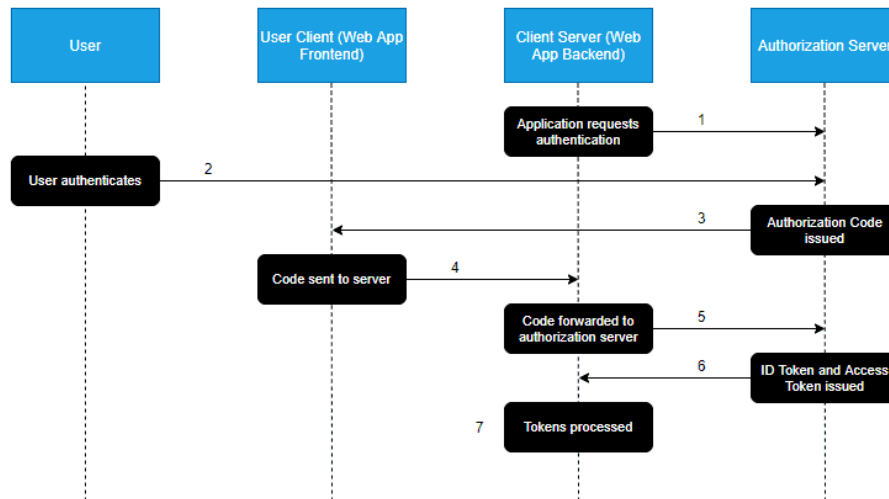 User
User Client (Web App
Frontend)
Client Server (Web
App Backend)
Authorization Server
Application requests
authentication
1
User authenticates
2
3
Authorization Code
issued
Code sent to server
4
Code forwarded to
authorization server
5
6
ID Token and Access
Token issued
7
Tokens processed